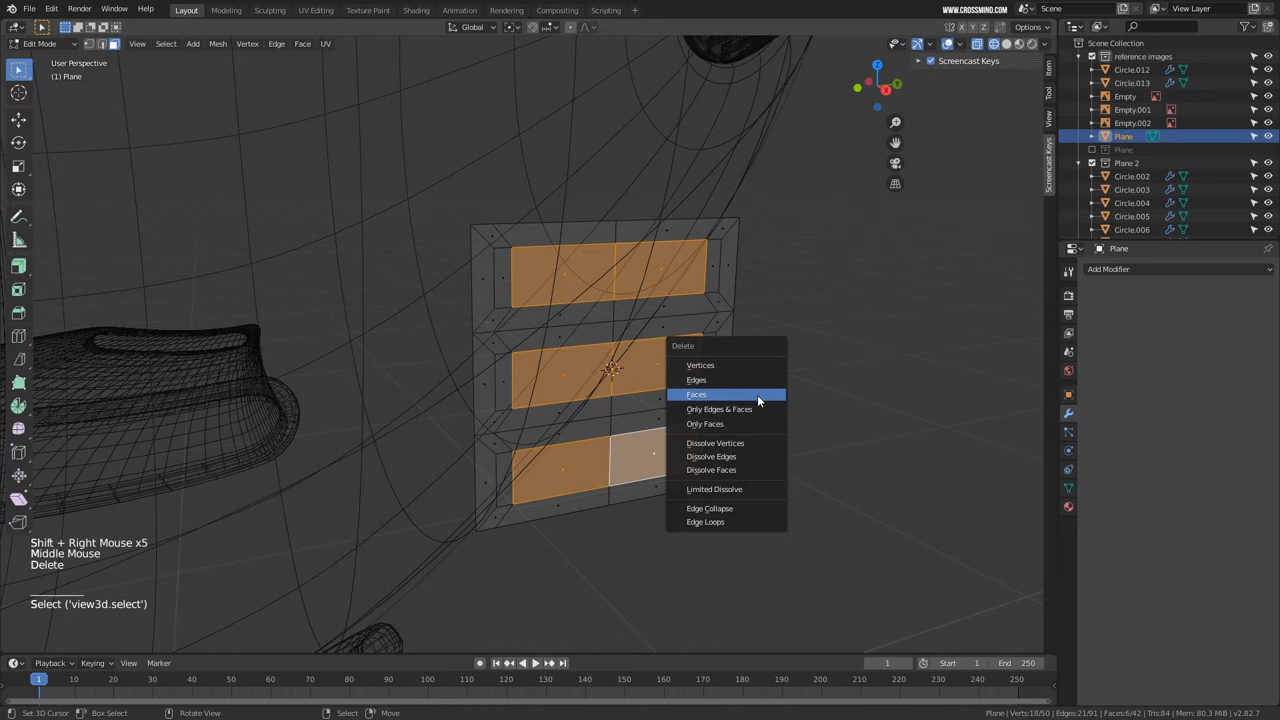 File Edit Render Window Help Layout Modeling Sculpting UV Editing Texture Paint Shading Animation Rendering Compositing Scripting + WWW.CROSSMIND.COM Scene View Layer
Global X Y Z Options
Edit Mode View Select Add Mesh Vertex Edge Face UV
User Perspective
(1) Plane
Screencast Keys
Z
Y
X
Item
Tool
View
Screencast Keys
Scene Collection
reference images
Circle.012
Circle.013
Empty
Empty.001
Empty.002
Plane
Plane
Plane 2
Circle.002
Circle.003
Circle.004
Circle.005
Circle.006
Plane
Add Modifier
Delete
Vertices
Edges
Faces
Only Edges & Faces
Only Faces
Dissolve Vertices
Dissolve Edges
Dissolve Faces
Limited Dissolve
Edge Collapse
Edge Loops
Shift + Right Mouse x5
Middle Mouse
Delete
Select ('view3d.select')
Playback Keying View Marker 1 Start 1 End 250
1 10 20 30 40 50 60 70 80 90 100 110 120 130 140 150 160 170 180 190 200 210 220 230 240 250
Set 3D Cursor Box Select Rotate View Select Move Plane | Verts:18/50 | Edges:21/91 | Faces:6/42 | Tris:84 | Mem: 80.3 MiB | v2.82.7